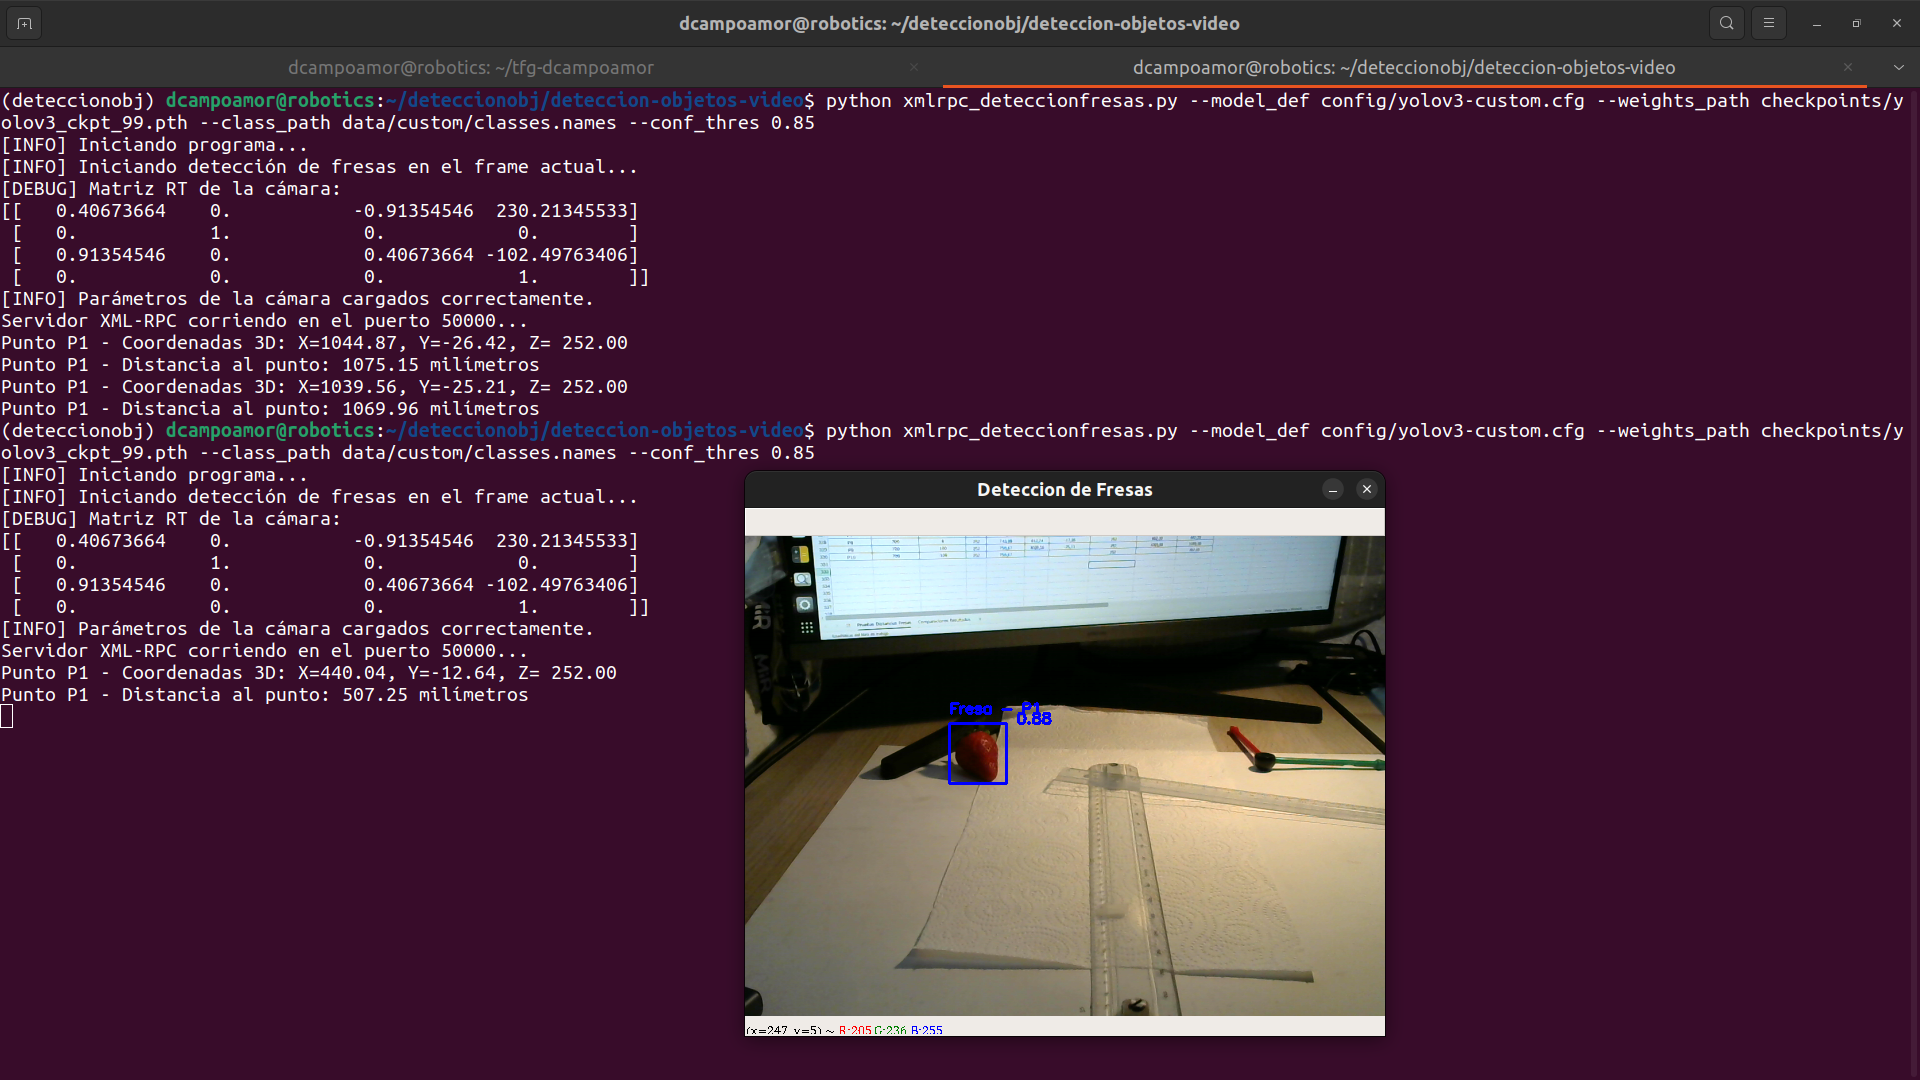 dcampoamor@robotics: ~/deteccionobj/deteccion-objetos-video
dcampoamor@robotics: ~/tfg-dcampoamor
dcampoamor@robotics: ~/deteccionobj/deteccion-objetos-video
(deteccionobj) dcampoamor@robotics:~/deteccionobj/deteccion-objetos-video$ python xmlrpc_deteccionfresas.py --model_def config/yolov3-custom.cfg --weights_path checkpoints/y
olov3_ckpt_99.pth --class_path data/custom/classes.names --conf_thres 0.85
[INFO] Iniciando programa...
[INFO] Iniciando detección de fresas en el frame actual...
[DEBUG] Matriz RT de la cámara:
[[   0.40673664    0.           -0.91354546  230.21345533]
 [   0.            1.            0.            0.        ]
 [   0.91354546    0.            0.40673664 -102.49763406]
 [   0.            0.            0.            1.        ]]
[INFO] Parámetros de la cámara cargados correctamente.
Servidor XML-RPC corriendo en el puerto 50000...
Punto P1 - Coordenadas 3D: X=1044.87, Y=-26.42, Z= 252.00
Punto P1 - Distancia al punto: 1075.15 milímetros
Punto P1 - Coordenadas 3D: X=1039.56, Y=-25.21, Z= 252.00
Punto P1 - Distancia al punto: 1069.96 milímetros
(deteccionobj) dcampoamor@robotics:~/deteccionobj/deteccion-objetos-video$ python xmlrpc_deteccionfresas.py --model_def config/yolov3-custom.cfg --weights_path checkpoints/y
olov3_ckpt_99.pth --class_path data/custom/classes.names --conf_thres 0.85
[INFO] Iniciando programa...
[INFO] Iniciando detección de fresas en el frame actual...
[DEBUG] Matriz RT de la cámara:
[[   0.40673664    0.           -0.91354546  230.21345533]
 [   0.            1.            0.            0.        ]
 [   0.91354546    0.            0.40673664 -102.49763406]
 [   0.            0.            0.            1.        ]]
[INFO] Parámetros de la cámara cargados correctamente.
Servidor XML-RPC corriendo en el puerto 50000...
Punto P1 - Coordenadas 3D: X=440.04, Y=-12.64, Z= 252.00
Punto P1 - Distancia al punto: 507.25 milímetros
Deteccion de Fresas
MiR
Fresa - P1
0.88
(x=247, y=5) ~ R:205 G:236 B:255